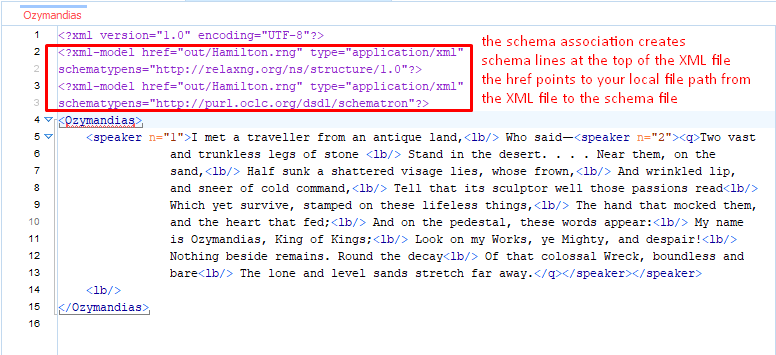 Ozymandias
1 <?xml version="1.0" encoding="UTF-8"?>
2 <?xml-model href="out/Hamilton.rng" type="application/xml"
2 schematypens="http://relaxng.org/ns/structure/1.0"?>
3 <?xml-model href="out/Hamilton.rng" type="application/xml"
3 schematypens="http://purl.oclc.org/dsdl/schematron"?>
the schema association creates
schema lines at the top of the XML file
the href points to your local file path from
the XML file to the schema file
4 <Ozymandias>
5 <speaker n="1">I met a traveller from an antique land,<lb/> Who said—<speaker n="2"><q>Two vast
6 and trunkless legs of stone <lb/> Stand in the desert. . . . Near them, on the
7 sand,<lb/> Half sunk a shattered visage lies, whose frown,<lb/> And wrinkled lip,
8 and sneer of cold command,<lb/> Tell that its sculptor well those passions read<lb/>
9 Which yet survive, stamped on these lifeless things,<lb/> The hand that mocked them,
10 and the heart that fed;<lb/> And on the pedestal, these words appear:<lb/> My name
11 is Ozymandias, King of Kings;<lb/> Look on my Works, ye Mighty, and despair!<lb/>
12 Nothing beside remains. Round the decay<lb/> Of that colossal Wreck, boundless and
13 bare<lb/> The lone and level sands stretch far away.</q></speaker></speaker>
14 <lb/>
15 </Ozymandias>
16